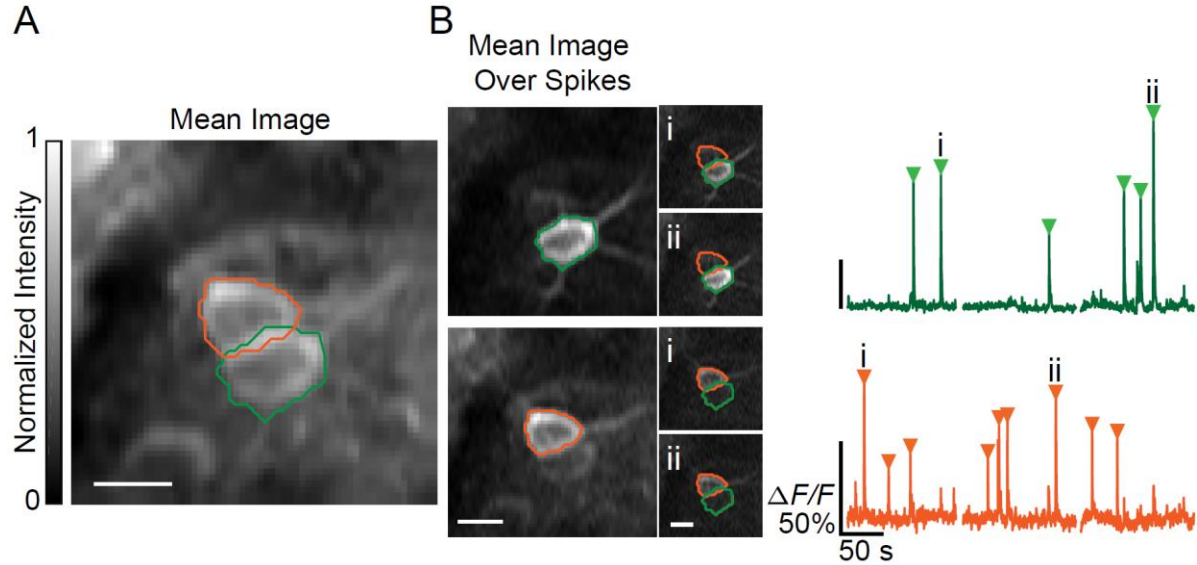 A
B
Mean Image
Over Spikes
Mean Image
1
Normalized Intensity
0
i
ii
i
ii
i
ii
i
ii
ΔF/F
50%
50 s